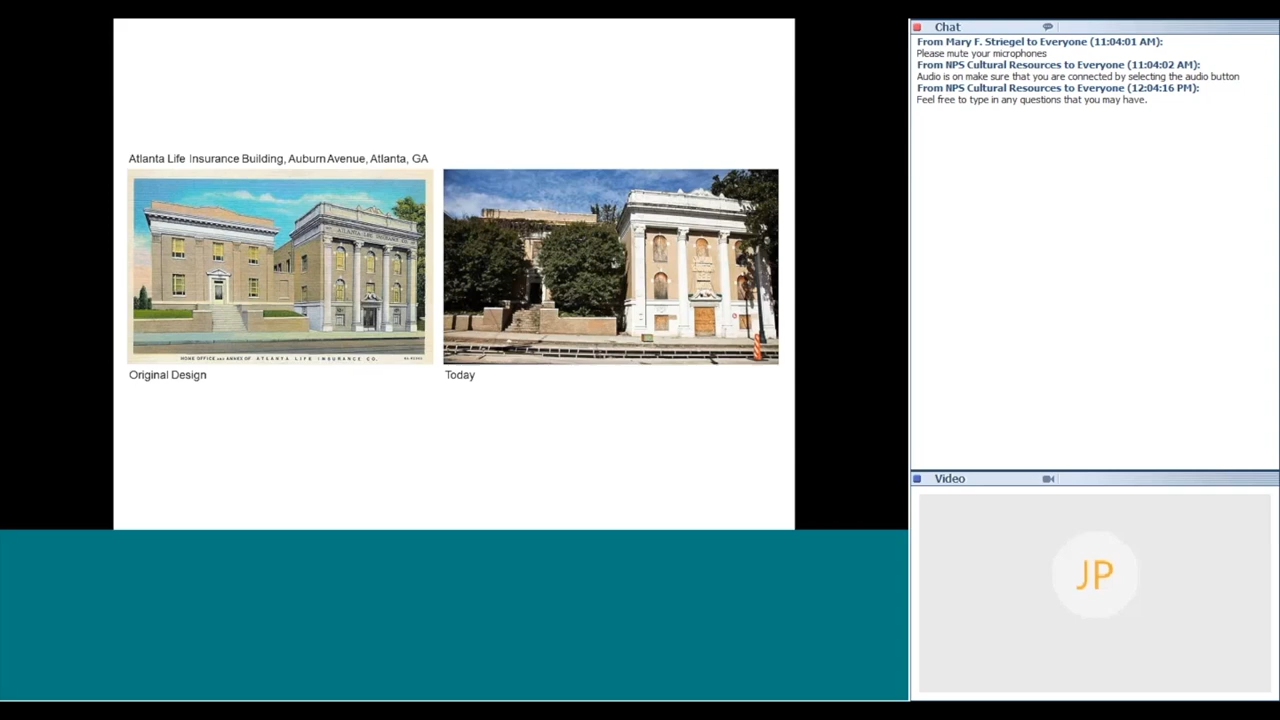 Atlanta Life Insurance Building, Auburn Avenue, Atlanta, GA
ATLANTA LIFE INSURANCE
HOME OFFICE AND ANNEX OF ATLANTA LIFE INSURANCE CO.
Original Design
Today
Chat
From Mary F. Striegel to Everyone (11:04:01 AM):
Please mute your microphones
From NPS Cultural Resources to Everyone (11:04:02 AM):
Audio is on make sure that you are connected by selecting the audio button
From NPS Cultural Resources to Everyone (12:04:16 PM):
Feel free to type in any questions that you may have.
Video
JP